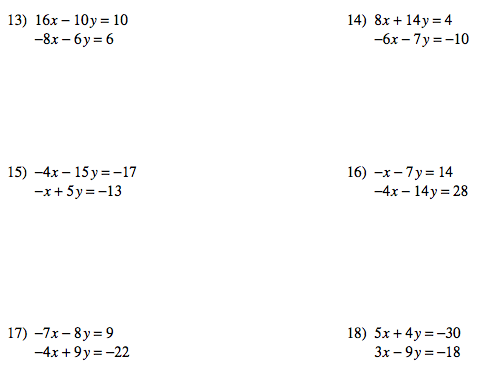 13) 16x − 10y = 10
−8x − 6y = 6
14) 8x + 14y = 4
−6x − 7y = −10
15) −4x − 15y = −17
−x + 5y = −13
16) −x − 7y = 14
−4x − 14y = 28
17) −7x − 8y = 9
−4x + 9y = −22
18) 5x + 4y = −30
3x − 9y = −18